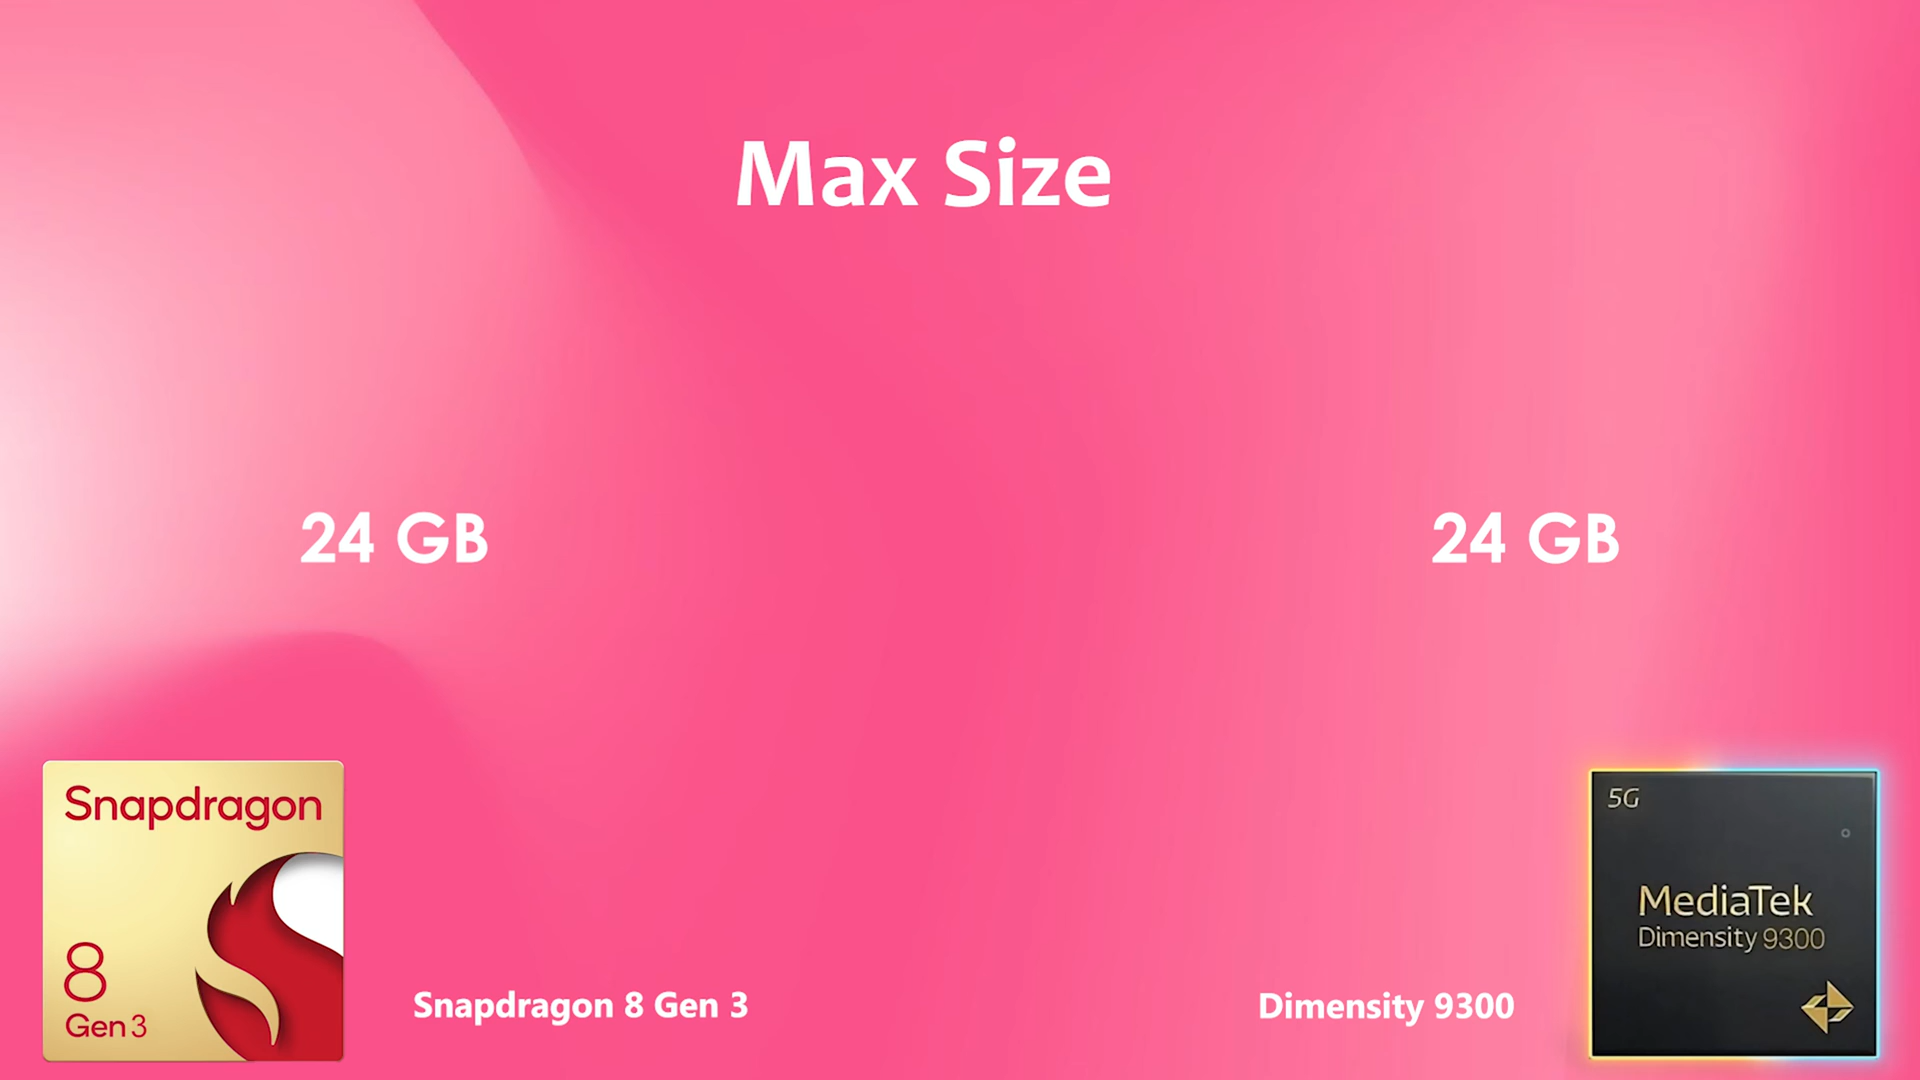 Max Size
24 GB
24 GB
Snapdragon
8
Gen 3
Snapdragon 8 Gen 3
Dimensity 9300
5G
MediaTek
Dimensity 9300